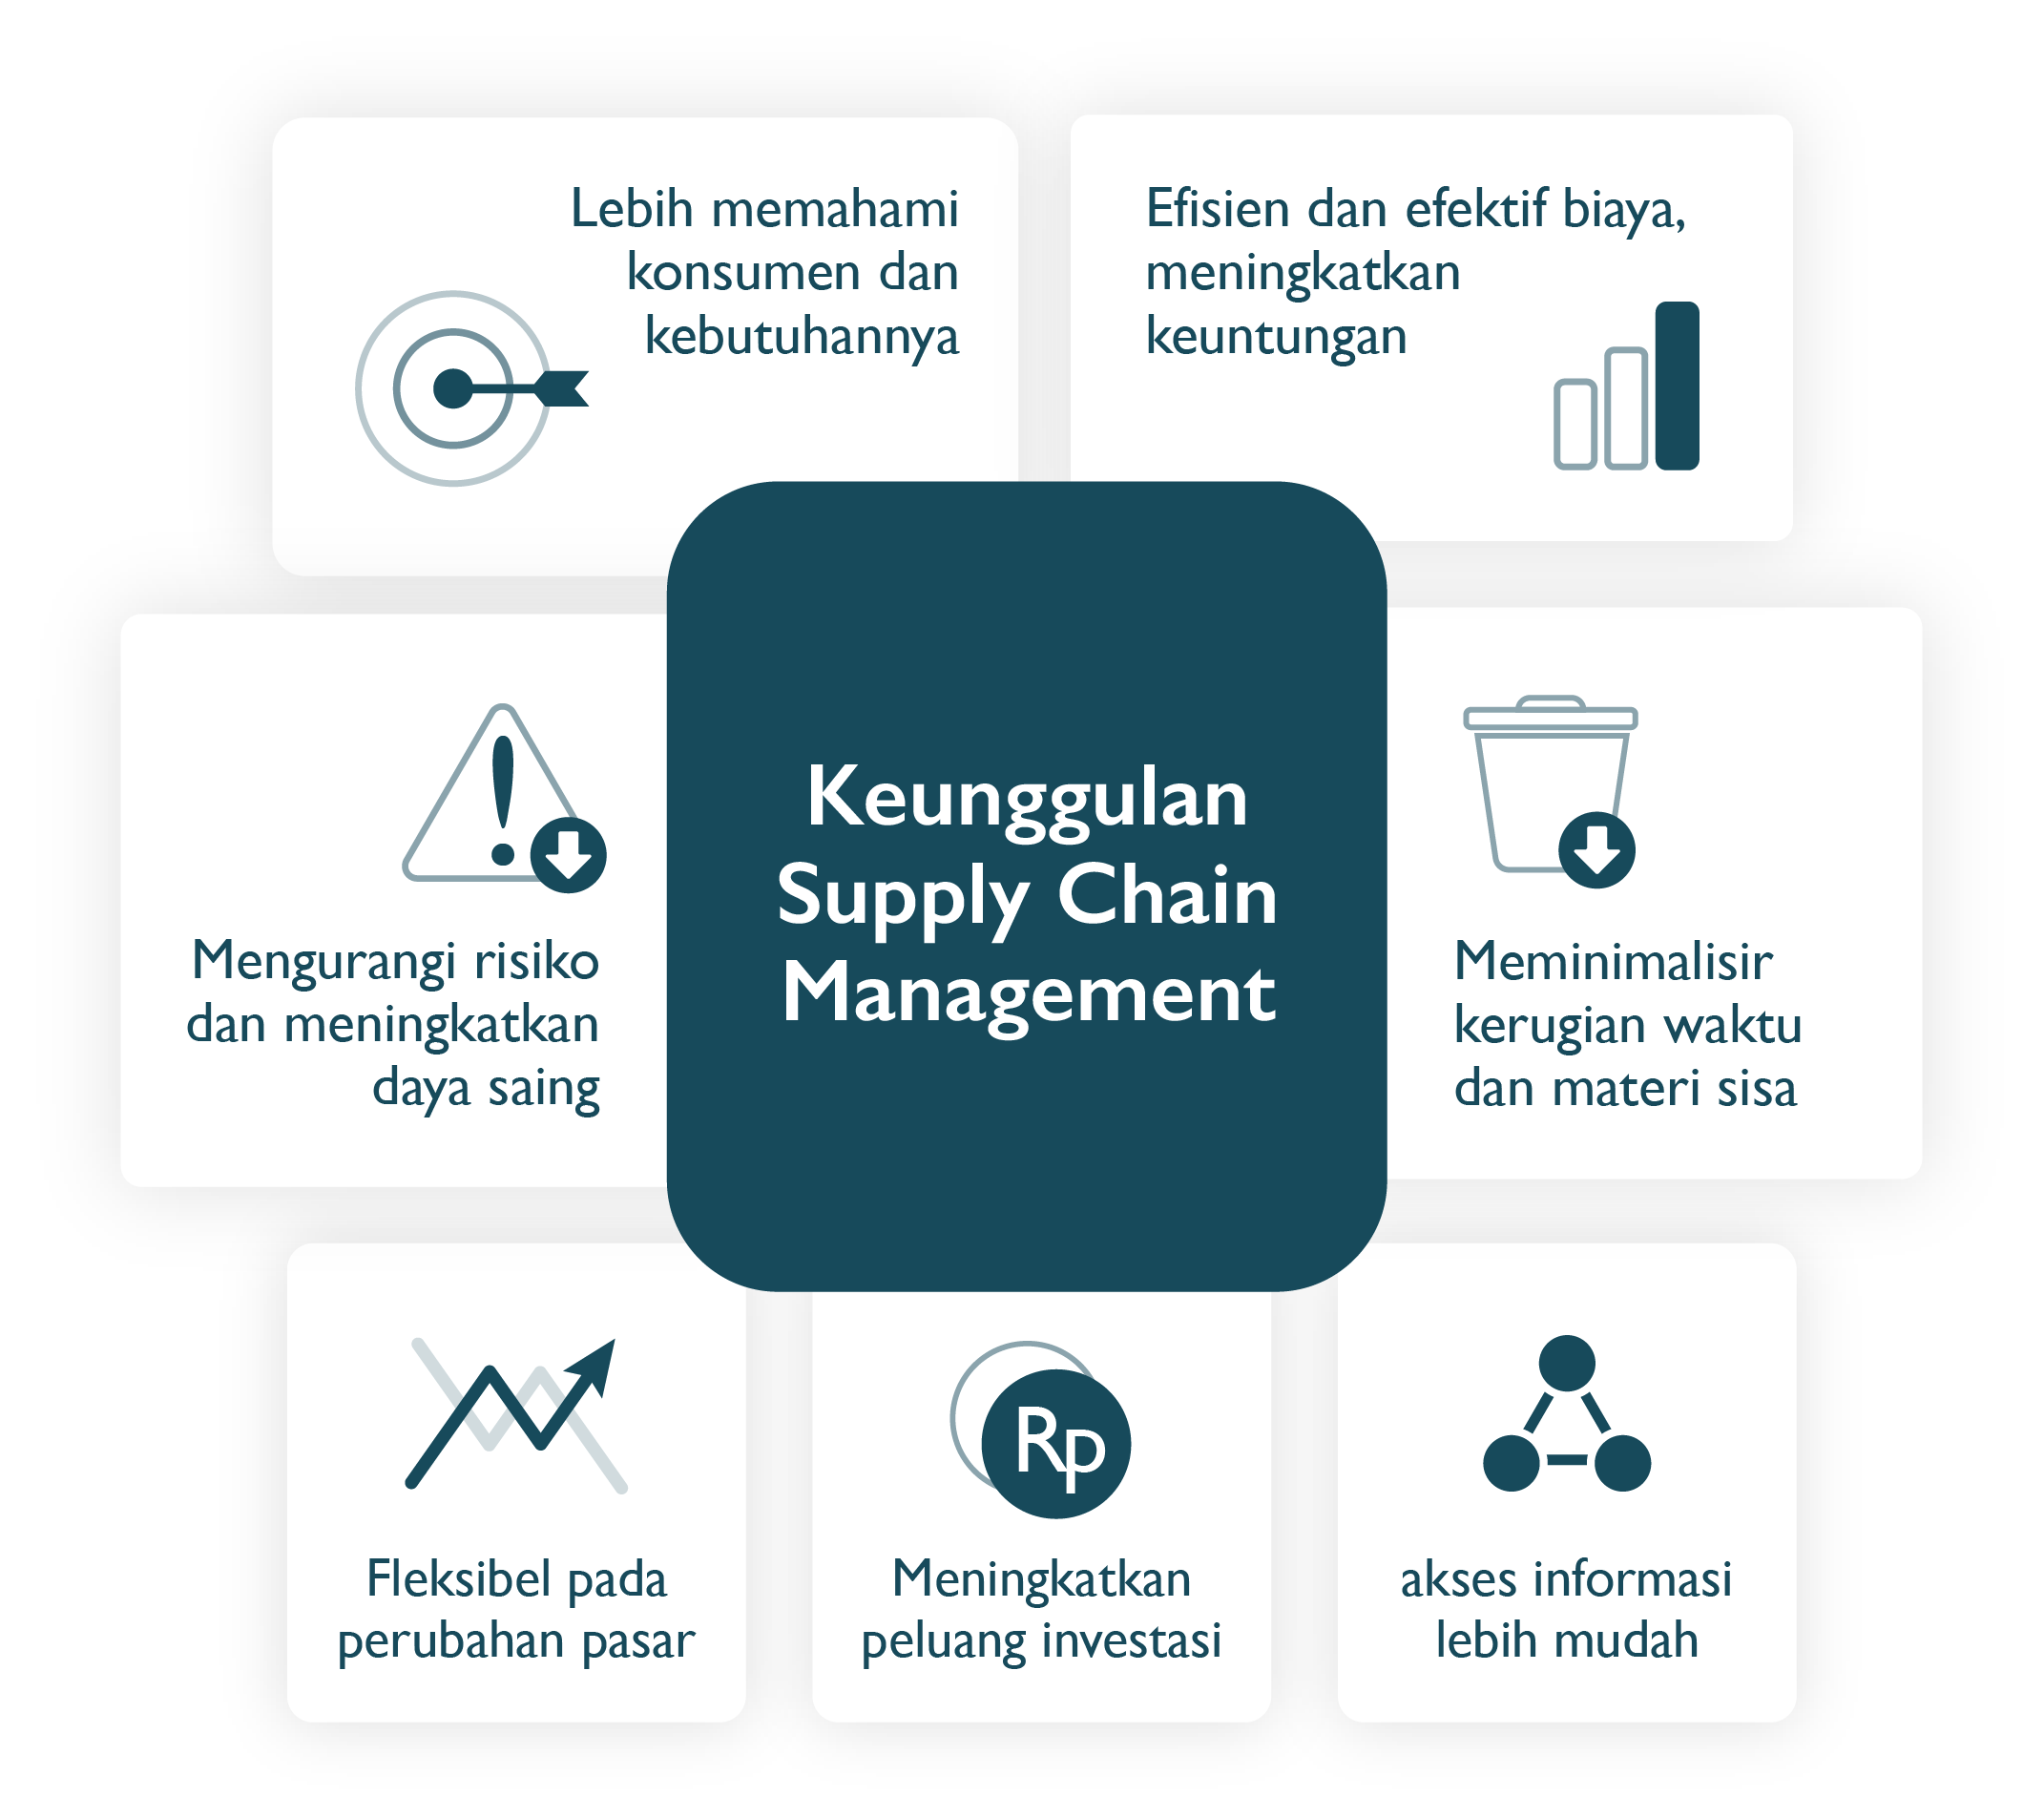 Lebih memahami
konsumen dan
kebutuhannya
Efisien dan efektif biaya,
meningkatkan
keuntungan
Keunggulan
Supply Chain
Management
Mengurangi risiko
dan meningkatkan
daya saing
Meminimalisir
kerugian waktu
dan materi sisa
Fleksibel pada
perubahan pasar
Rp
Meningkatkan
peluang investasi
akses informasi
lebih mudah